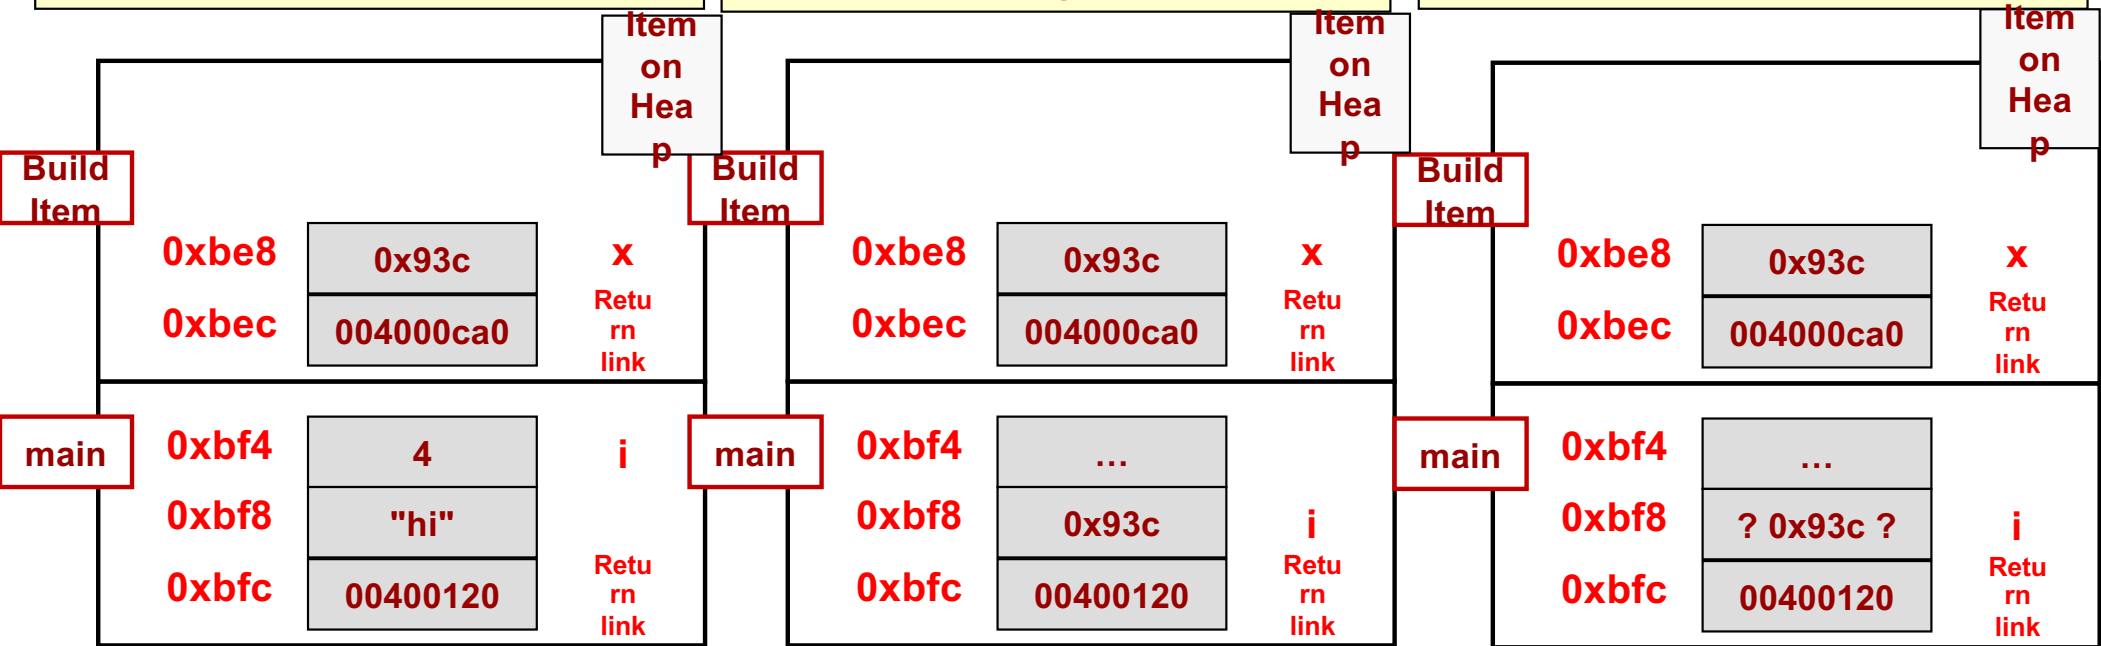 Item
on
Hea
p
Build
Item
0xbe8 0x93c x
0xbec 004000ca0 Retu
rn
link
main
0xbf4 4 i
0xbf8 "hi"
0xbfc 00400120 Retu
rn
link
Item
on
Hea
p
Build
Item
0xbe8 0x93c x
0xbec 004000ca0 Retu
rn
link
main
0xbf4 …
0xbf8 0x93c i
0xbfc 00400120 Retu
rn
link
Item
on
Hea
p
Build
Item
0xbe8 0x93c x
0xbec 004000ca0 Retu
rn
link
main
0xbf4 …
0xbf8 ? 0x93c ? i
0xbfc 00400120 Retu
rn
link